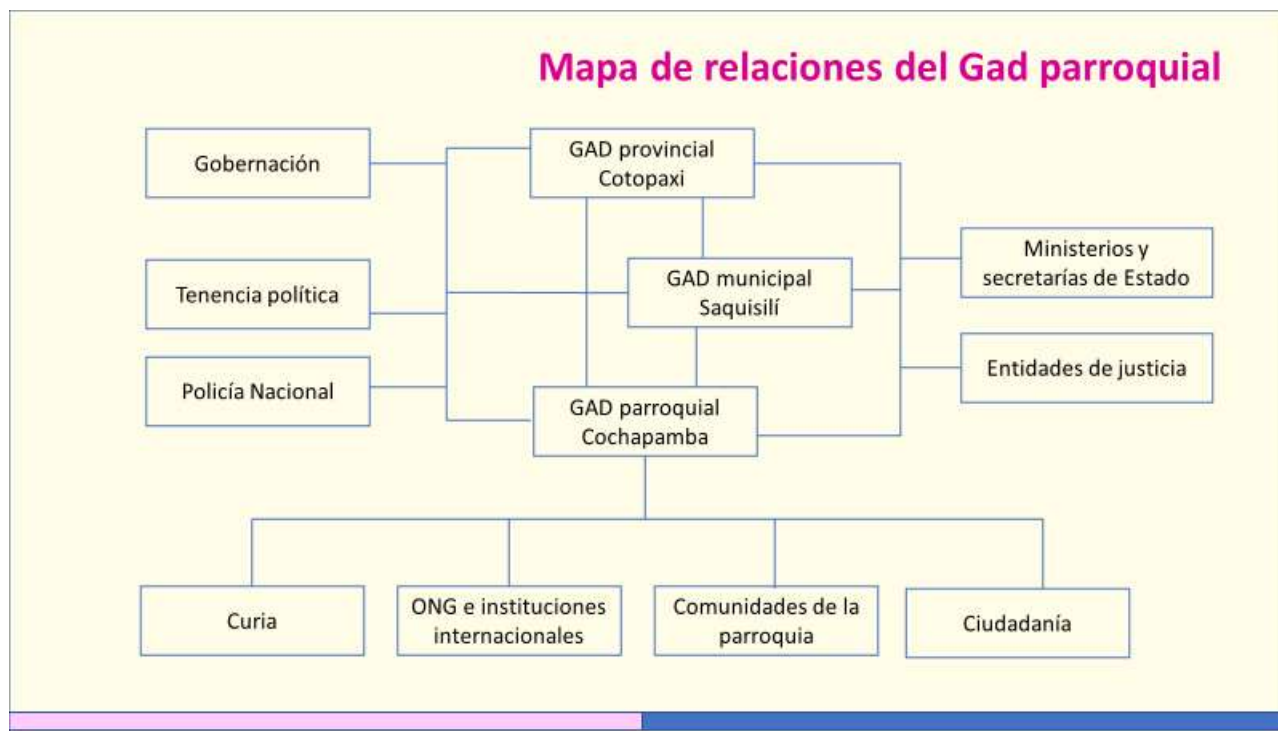 Mapa de relaciones del Gad parroquial
Gobernación
GAD provincial
Cotopaxi
Ministerios y
secretarías de Estado
Tenencia política
GAD municipal
Saquisilí
Entidades de justicia
Policía Nacional
GAD parroquial
Cochapamba
Curia
ONG e instituciones
internacionales
Comunidades de la
parroquia
Ciudadanía